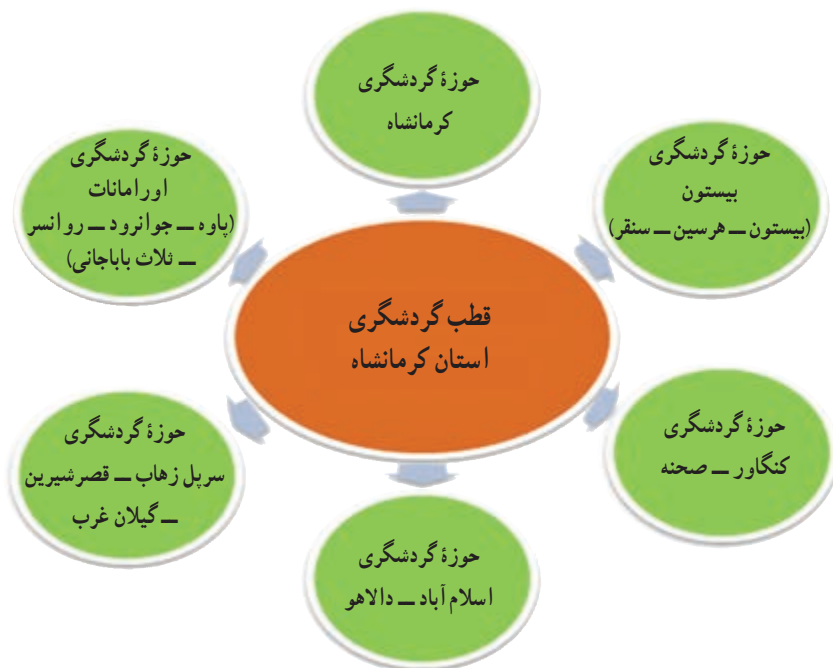 حوزهٔ گردشگری
کرمانشاه
حوزهٔ گردشگری
بیستون
(بیستون ــ هرسین ــ سنقر)
حوزهٔ گردشگری
اورامانات
(پاوه ــ جوانرود ــ روانسر
ــ ثلاث باباجانی)
قطب گردشگری
استان کرمانشاه
حوزهٔ گردشگری
کنگاور ــ صحنه
حوزهٔ گردشگری
سرپل زهاب ــ قصرشیرین
ــ گیلان غرب
حوزهٔ گردشگری
اسلام آباد ــ دالاهو